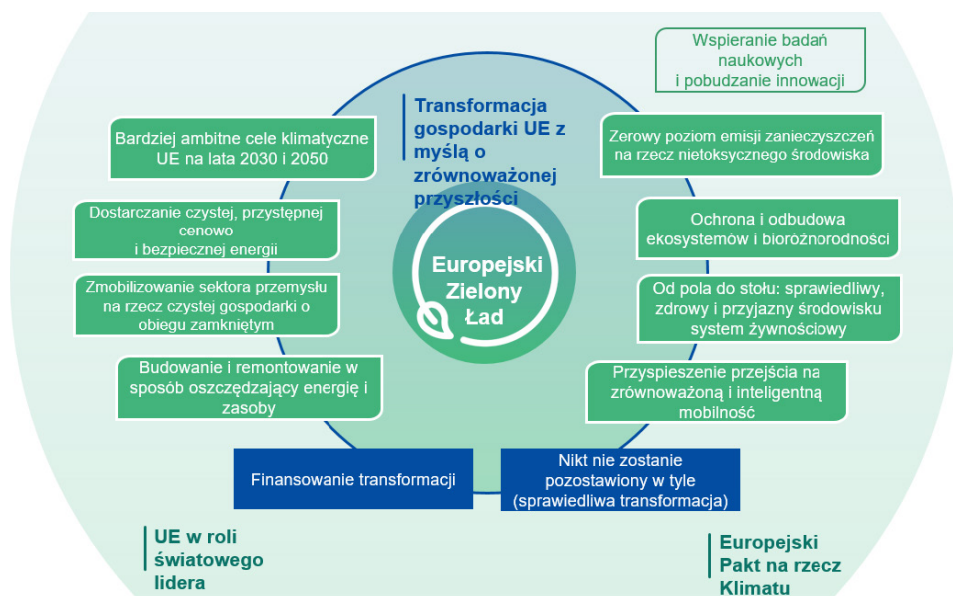 Wspieranie badań
naukowych
i pobudzanie innowacji
Transformacja
gospodarki UE z
myślą o
zrównoważonej
przyszłości
Bardziej ambitne cele klimatyczne
UE na lata 2030 i 2050
Zerowy poziom emisji zanieczyszczeń
na rzecz nietoksycznego środowiska
Dostarczanie czystej, przystępnej
cenowo
i bezpiecznej energii
Ochrona i odbudowa
ekosystemów i bioróżnorodności
Europejski
Zielony
Ład
Zmobilizowanie sektora przemysłu
na rzecz czystej gospodarki o
obiegu zamkniętym
Od pola do stołu: sprawiedliwy,
zdrowy i przyjazny środowisku
system żywnościowy
Budowanie i remontowanie w
sposób oszczędzający energię i
zasoby
Przyspieszenie przejścia na
zrównoważoną i inteligentną
mobilność
Finansowanie transformacji
Nikt nie zostanie
pozostawiony w tyle
(sprawiedliwa transformacja)
UE w roli
światowego
lidera
Europejski
Pakt na rzecz
Klimatu